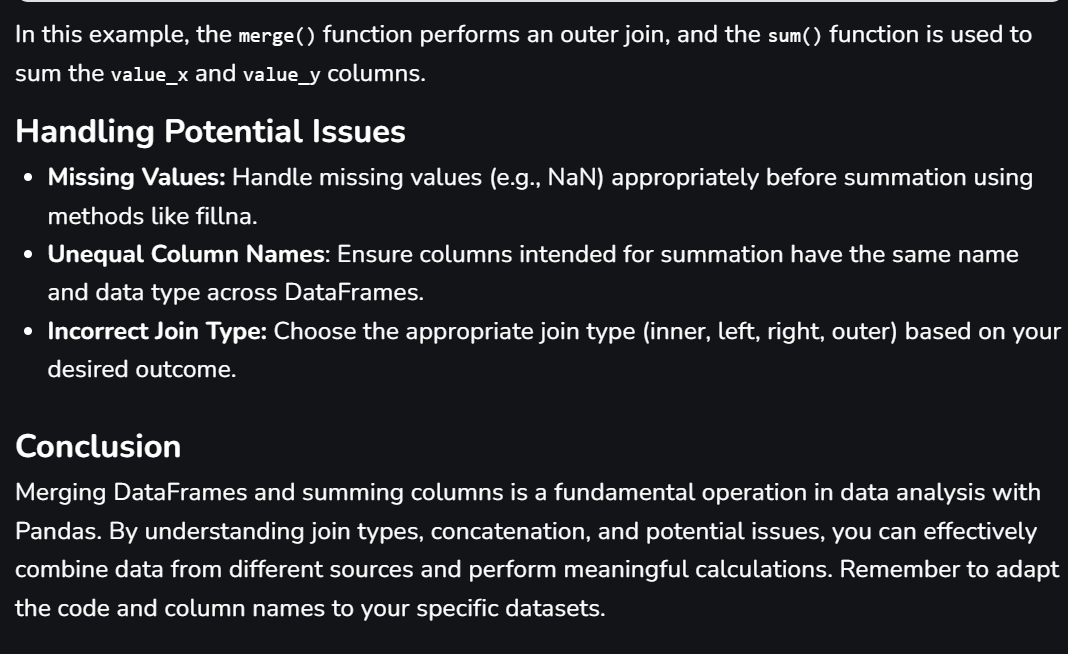 In this example, the merge() function performs an outer join, and the sum() function is used to
sum the value_x and value_y columns.
Handling Potential Issues
• Missing Values: Handle missing values (e.g., NaN) appropriately before summation using
methods like fillna.
• Unequal Column Names: Ensure columns intended for summation have the same name
and data type across DataFrames.
• Incorrect Join Type: Choose the appropriate join type (inner, left, right, outer) based on your
desired outcome.
Conclusion
Merging DataFrames and summing columns is a fundamental operation in data analysis with
Pandas. By understanding join types, concatenation, and potential issues, you can effectively
combine data from different sources and perform meaningful calculations. Remember to adapt
the code and column names to your specific datasets.